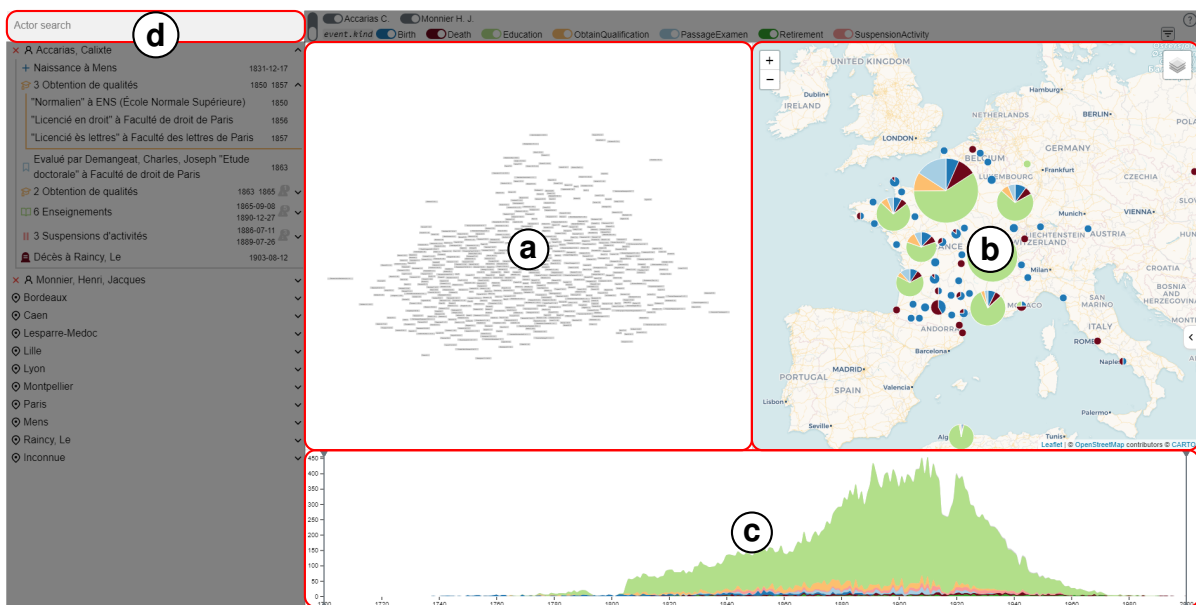 Actor search
d
Accarias C. Monnier H. J.
event.kind Birth Death Education ObtainQualification PassageExamen Retirement SuspensionActivity
?
Accarias, Calixte
Naissance à Mens 1831-12-17
3 Obtention de qualités 1850 1857
"Normalien" à ENS (École Normale Supérieure) 1850
"Licencié en droit" à Faculté de droit de Paris 1856
"Licencié ès lettres" à Faculté des lettres de Paris 1857
Evalué par Demangeat, Charles, Joseph "Etude
doctorale" à Faculté de droit de Paris 1863
2 Obtention de qualités 1863 1865
6 Enseignements 1865-09-08
1890-12-27
3 Suspensions d'activités 1886-07-11
1889-07-26
Décès à Raincy, Le 1903-08-12
Monnier, Henri, Jacques
Bordeaux
Caen
Lesparre-Medoc
Lille
Lyon
Montpellier
Paris
Mens
Raincy, Le
Inconnue
a
+
−
UNITED KINGDOM
Dublin
IRELAND
Hamburg
NETHERLANDS
BERLIN
LONDON
POLA
GERMANY
BELGIUM
LUXEMBOURG
Frankfurt
CZECHIA
SLOV
Munich
VIENNA
LIECHTENSTEIN
AUSTRIA
SWITZERLAND
ANCE
b
Milan
CROATIA
BOSNIA
AND
HERZEGOVINA
SAN
MARINO
MONACO
MONT
ITALY
ANDORRA
ROME
Barcelona
Naples
PORTUGAL
MADRID
SPAIN
Valencia
Lisbon
Palermo
Seville
Alg
Tunis
Leaflet | © OpenStreetMap contributors © CARTO
450
400
350
300
250
200
150
100
50
0
c
1700 1720 1740 1760 1780 1800 1820 1840 1860 1880 1900 1920 1940 1960 1980 2000